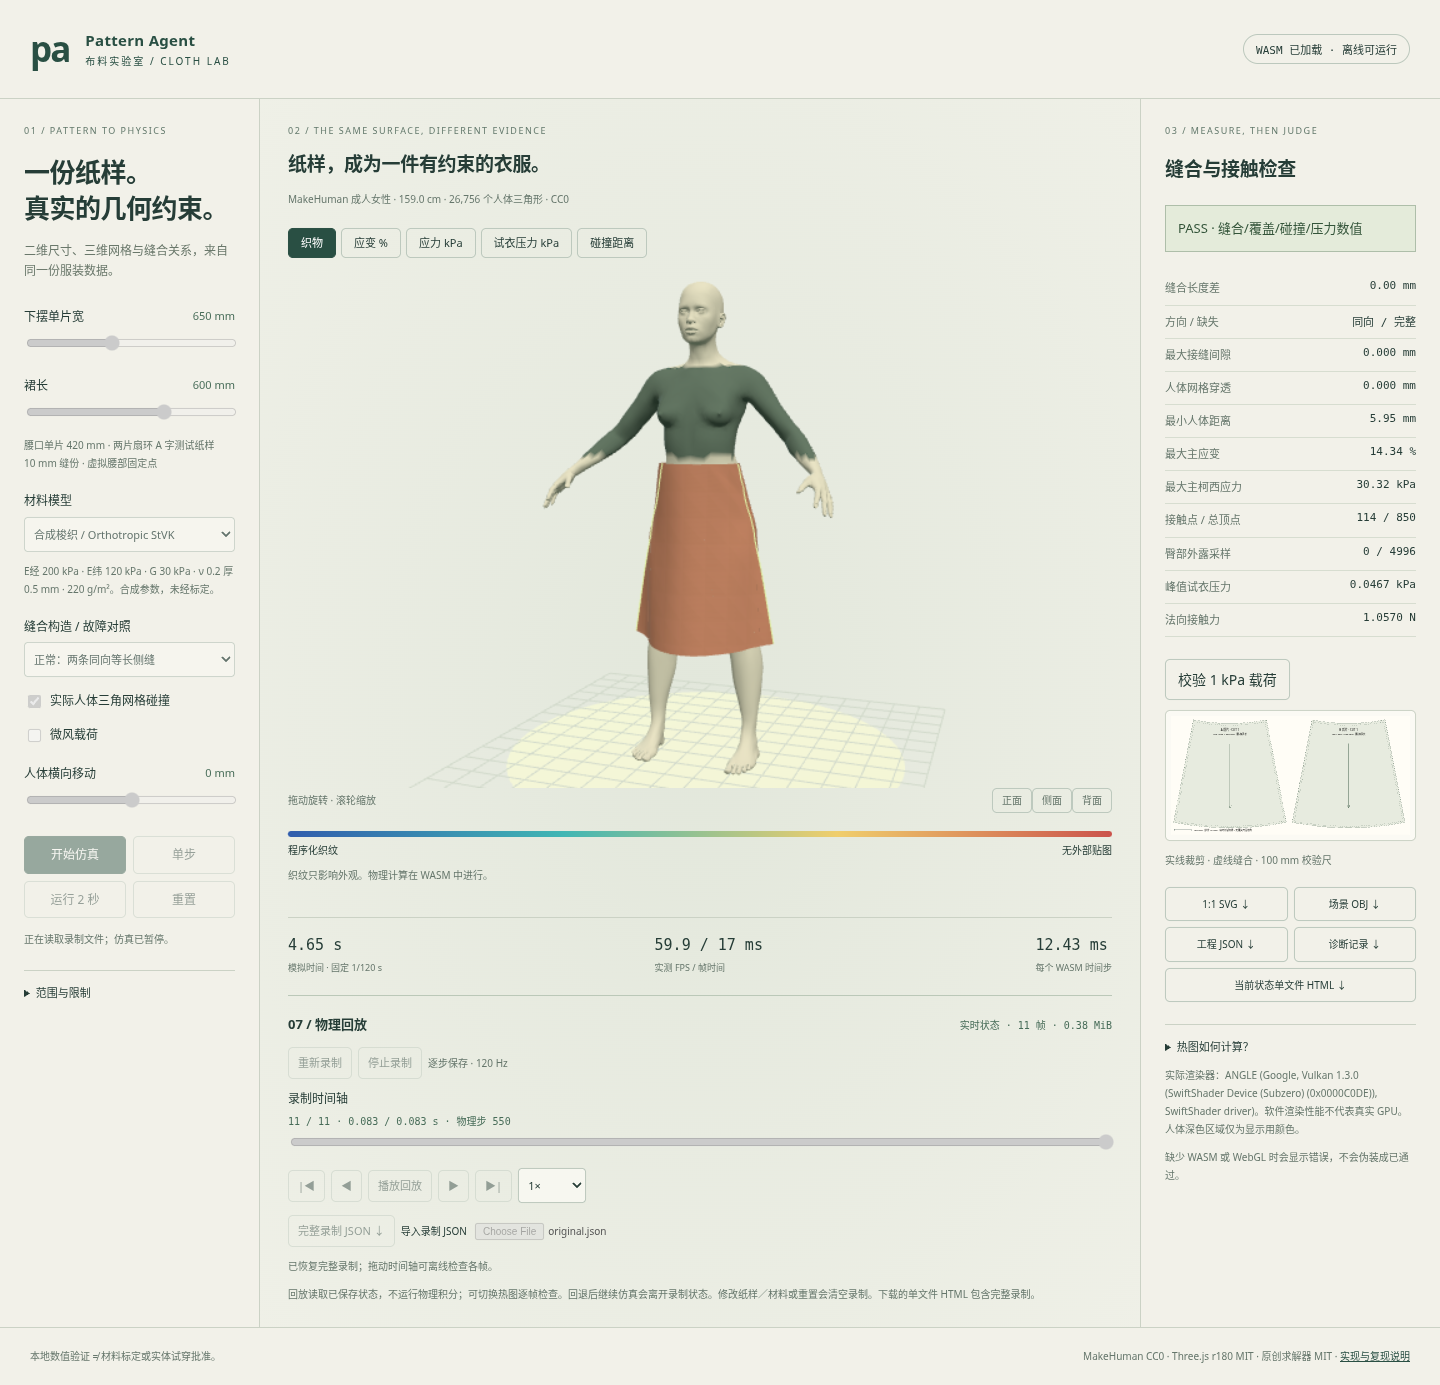 pa
Pattern Agent
布料实验室 / CLOTH LAB
WASM 已加载 · 离线可运行
01 / PATTERN TO PHYSICS
一份纸样。
真实的几何约束。
二维尺寸、三维网格与缝合关系，来自
同一份服装数据。
下摆单片宽
650 mm
裙长
600 mm
腰口单片 420 mm · 两片扇环 A 字测试纸样
10 mm 缝份 · 虚拟腰部固定点
材料模型
合成梭织 / Orthotropic StVK
E经 200 kPa · E纬 120 kPa · G 30 kPa · ν 0.2 厚
0.5 mm · 220 g/m²。合成参数，未经标定。
缝合构造 / 故障对照
正常：两条同向等长侧缝
实际人体三角网格碰撞
微风载荷
人体横向移动
0 mm
开始仿真
单步
运行 2 秒
重置
正在读取录制文件；仿真已暂停。
▶ 范围与限制
02 / THE SAME SURFACE, DIFFERENT EVIDENCE
纸样，成为一件有约束的衣服。
MakeHuman 成人女性 · 159.0 cm · 26,756 个人体三角形 · CC0
织物
应变 %
应力 kPa
试衣压力 kPa
碰撞距离
拖动旋转 · 滚轮缩放
正面
侧面
背面
程序化织纹
无外部贴图
织纹只影响外观。物理计算在 WASM 中进行。
4.65 s
模拟时间 · 固定 1/120 s
59.9 / 17 ms
实测 FPS / 帧时间
12.43 ms
每个 WASM 时间步
07 / 物理回放
实时状态 · 11 帧 · 0.38 MiB
重新录制
停止录制
逐步保存 · 120 Hz
录制时间轴
11 / 11 · 0.083 / 0.083 s · 物理步 550
|◀
◀
播放回放
▶
▶|
1×
完整录制 JSON ↓
导入录制 JSON
Choose File
original.json
已恢复完整录制；拖动时间轴可离线检查各帧。
回放读取已保存状态，不运行物理积分；可切换热图逐帧检查。回退后继续仿真会离开录制状态。修改纸样／材料或重置会清空录制。下载的单文件 HTML 包含完整录制。
03 / MEASURE, THEN JUDGE
缝合与接触检查
PASS · 缝合/覆盖/碰撞/压力数值
缝合长度差
0.00 mm
方向 / 缺失
同向 / 完整
最大接缝间隙
0.000 mm
人体网格穿透
0.000 mm
最小人体距离
5.95 mm
最大主应变
14.34 %
最大主柯西应力
30.32 kPa
接触点 / 总顶点
114 / 850
臀部外露采样
0 / 4996
峰值试衣压力
0.0467 kPa
法向接触力
1.0570 N
校验 1 kPa 载荷
实线裁剪 · 虚线缝合 · 100 mm 校验尺
1:1 SVG ↓
场景 OBJ ↓
工程 JSON ↓
诊断记录 ↓
当前状态单文件 HTML ↓
▶ 热图如何计算？
实际渲染器：ANGLE (Google, Vulkan 1.3.0
(SwiftShader Device (Subzero) (0x0000C0DE)),
SwiftShader driver)。软件渲染性能不代表真实 GPU。
人体深色区域仅为显示用颜色。
缺少 WASM 或 WebGL 时会显示错误，不会伪装成已通
过。
本地数值验证 ≠ 材料标定或实体试穿批准。
MakeHuman CC0 · Three.js r180 MIT · 原创求解器 MIT · 实现与复现说明